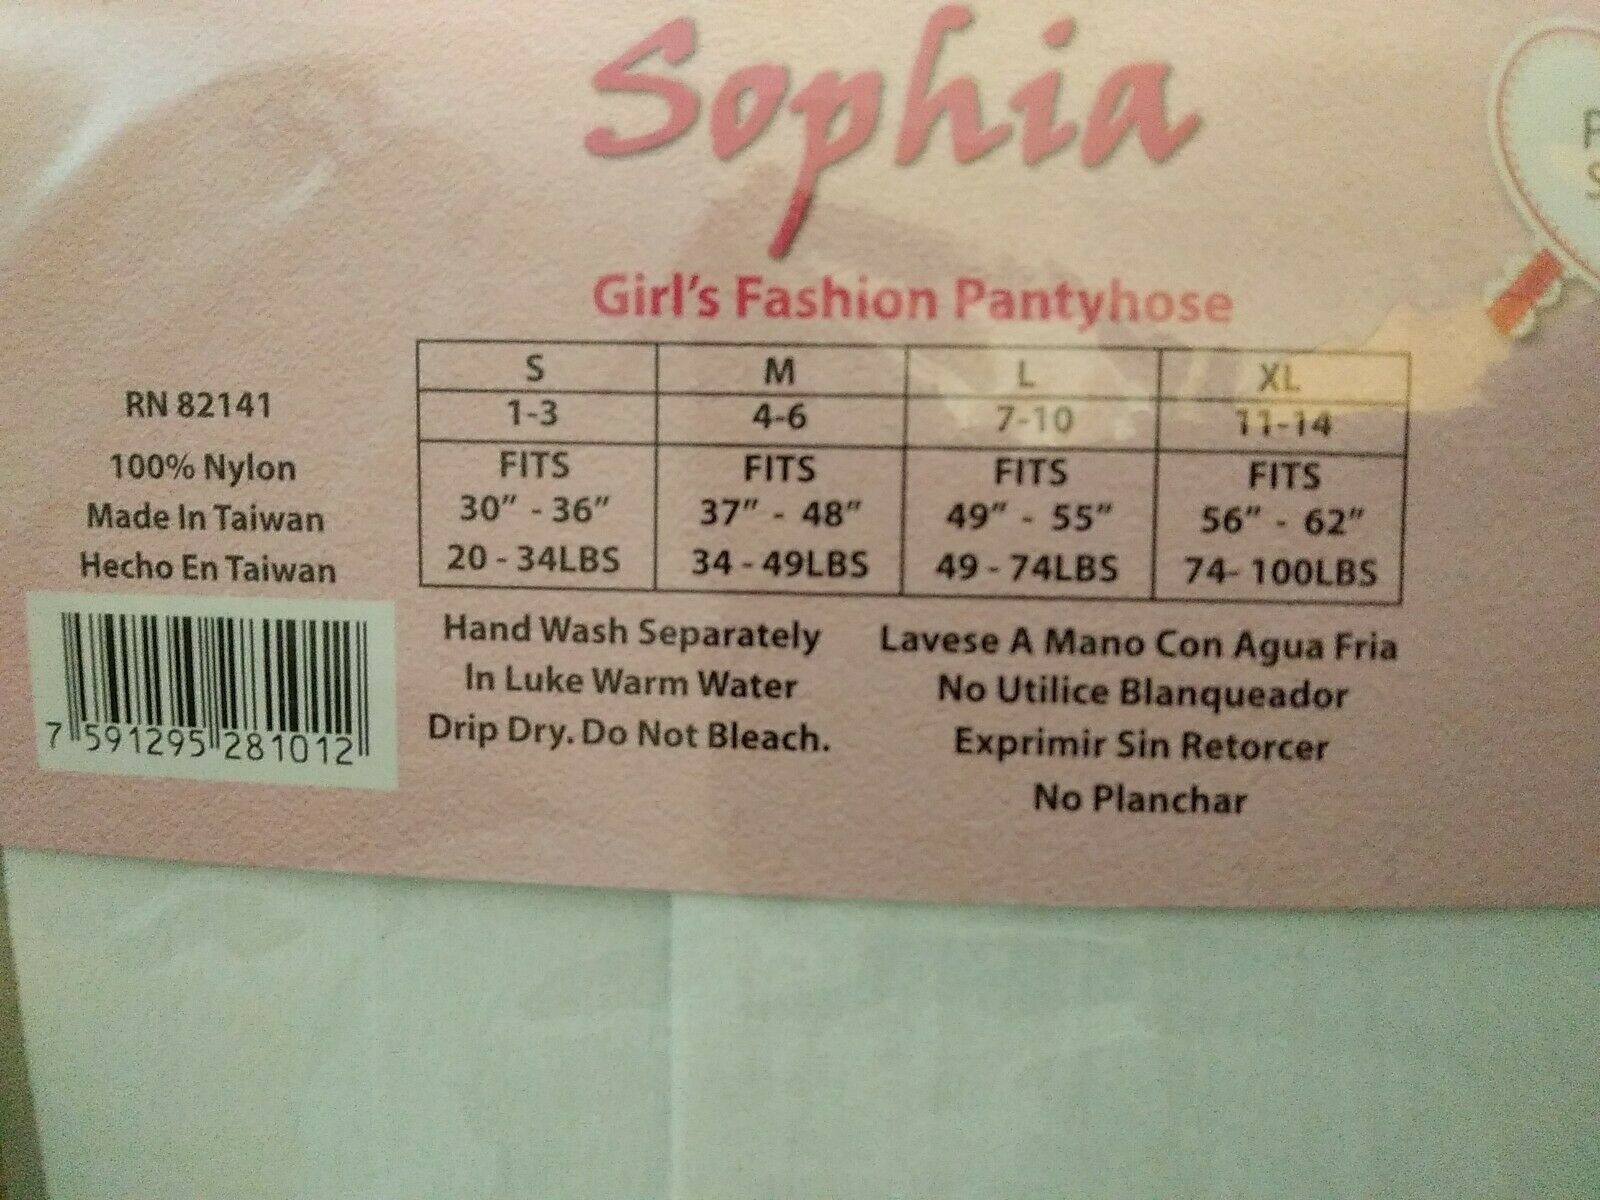 Sophia
Girl's Fashion Pantyhose
S M L XL
1-3 4-6 7-10 11-14
FITS FITS FITS FITS
30" - 36" 37" - 48" 49" - 55" 56" - 62"
20 - 34LBS 34 - 49LBS 49 - 74LBS 74- 100LBS
RN 82141
100% Nylon
Made In Taiwan
Hecho En Taiwan
7 591295 281012
Hand Wash Separately
In Luke Warm Water
Drip Dry. Do Not Bleach.
Lavese A Mano Con Agua Fria
No Utilice Blanqueador
Exprimir Sin Retorcer
No Planchar